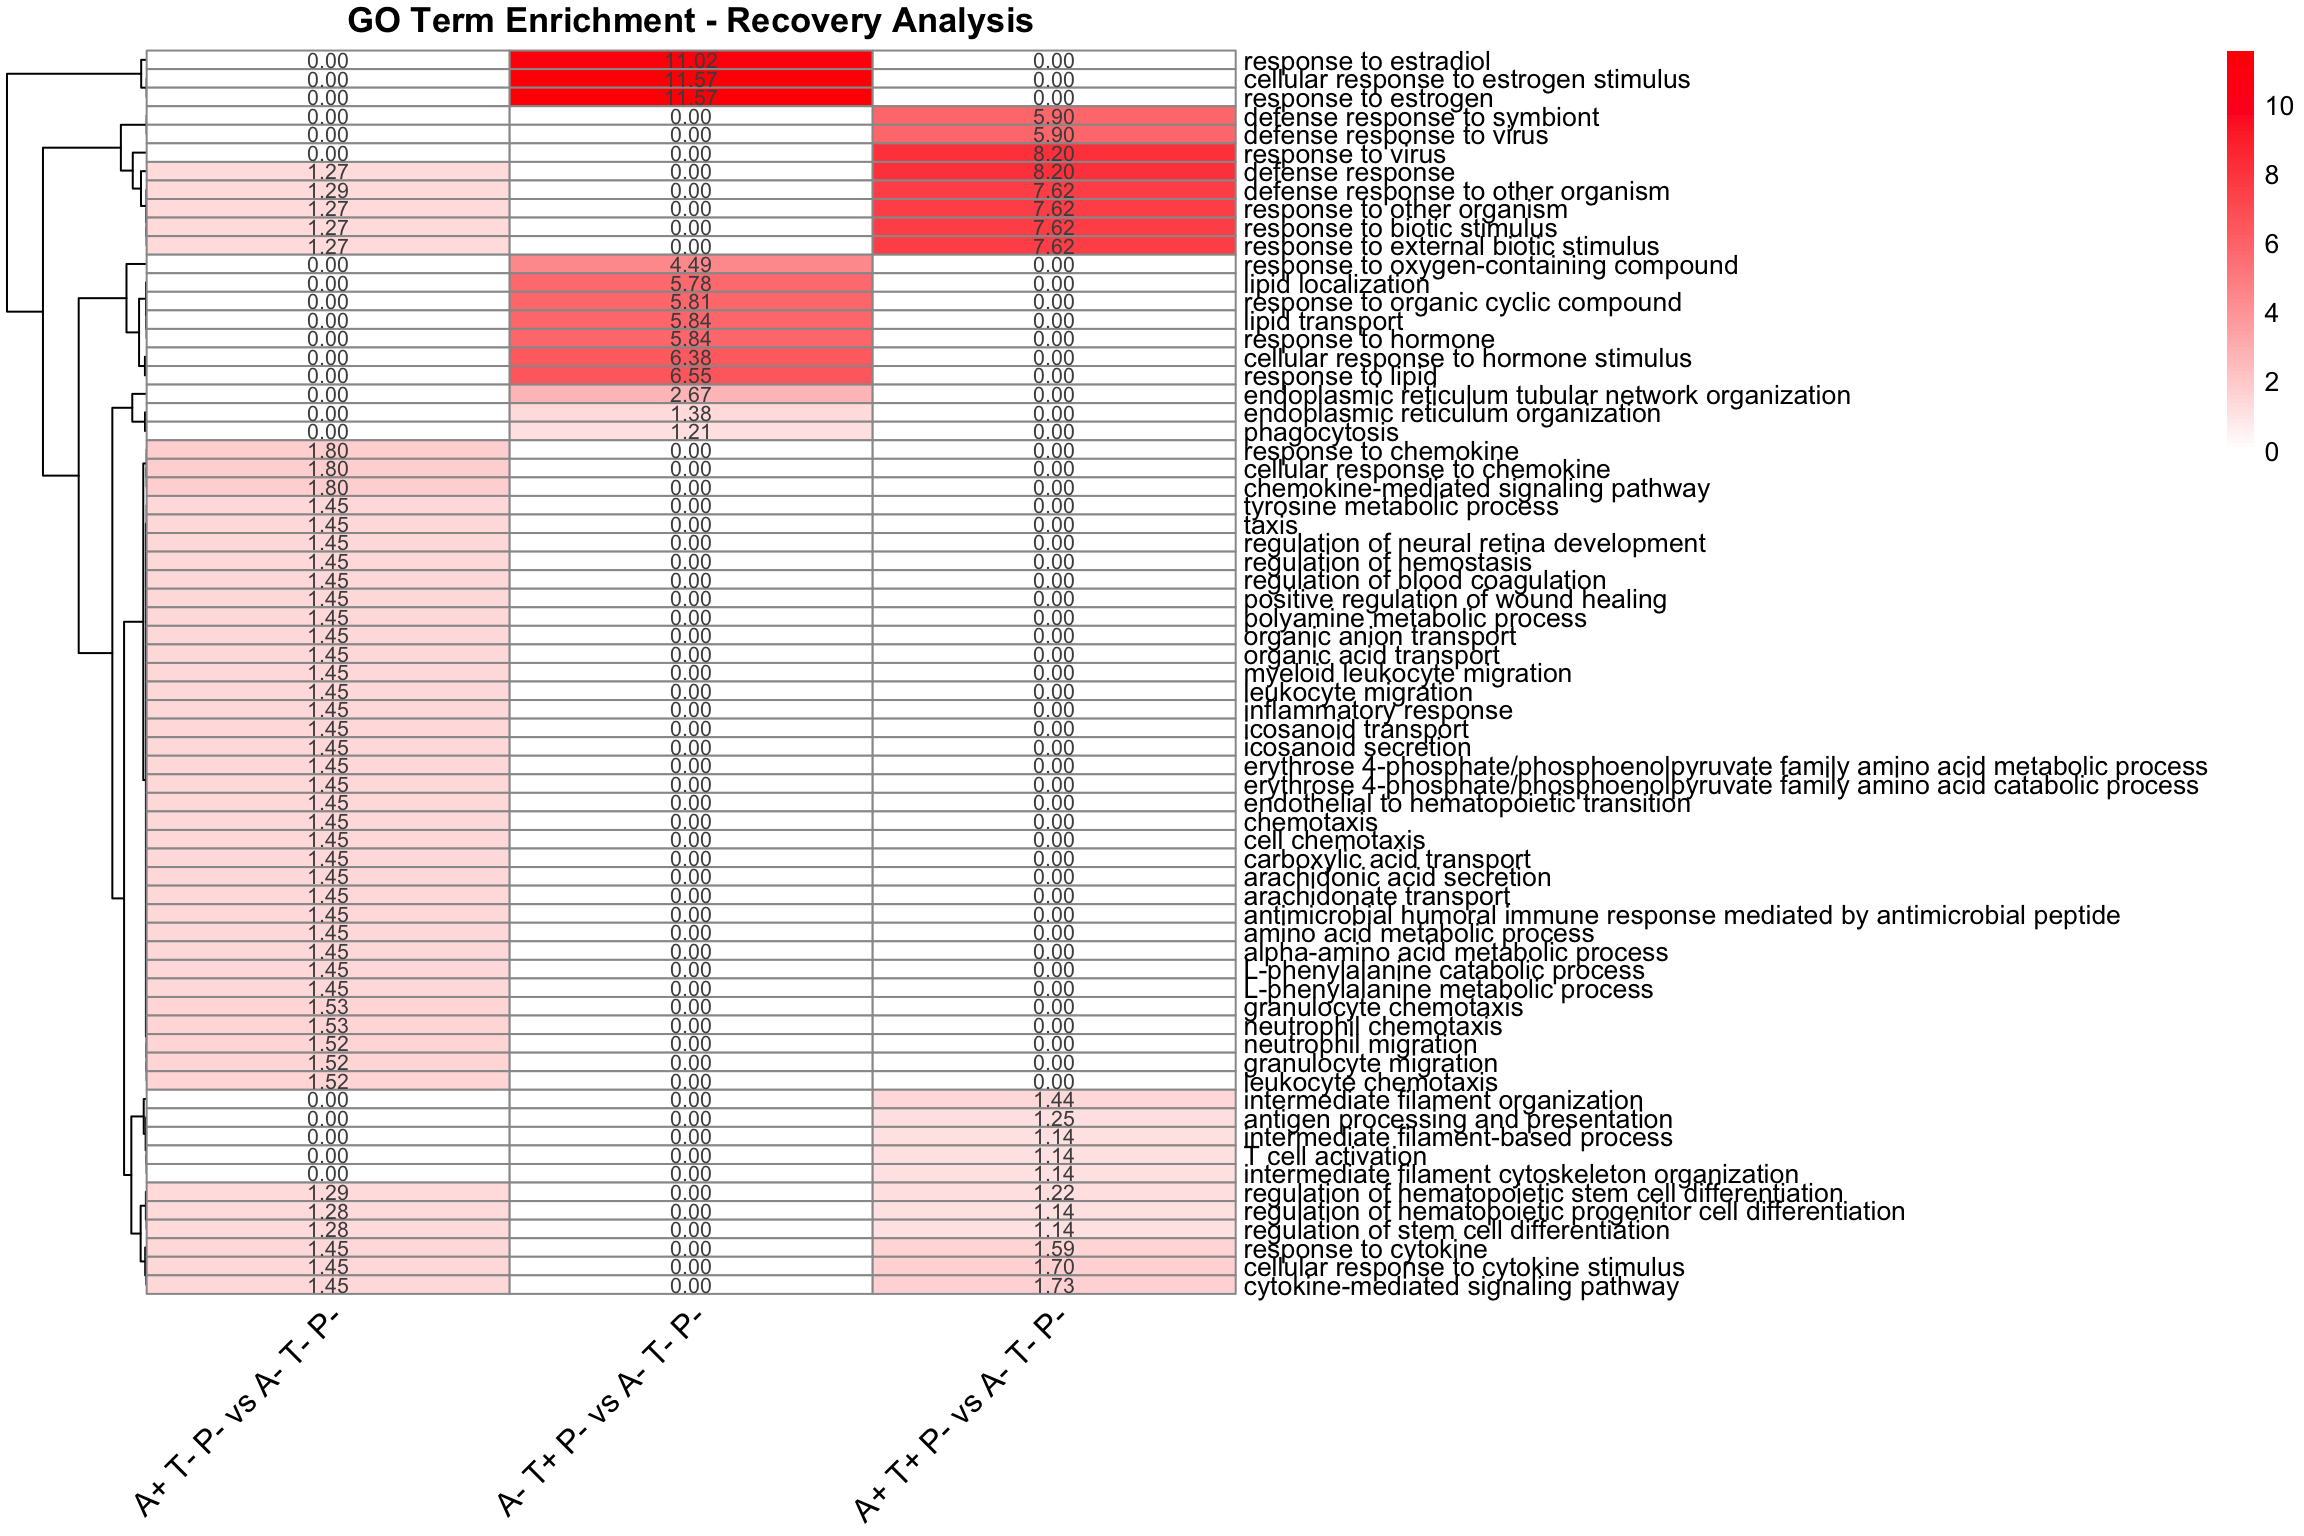 GO Term Enrichment - Recovery Analysis
0.00 11.02 0.00 response to estradiol
0.00 11.57 0.00 cellular response to estrogen stimulus
0.00 11.57 0.00 response to estrogen
0.00 0.00 5.90 defense response to symbiont
0.00 0.00 5.90 defense response to virus
0.00 0.00 8.20 response to virus
1.27 0.00 8.20 defense response
1.29 0.00 7.62 defense response to other organism
1.27 0.00 7.62 response to other organism
1.27 0.00 7.62 response to biotic stimulus
1.27 0.00 7.62 response to external biotic stimulus
0.00 4.49 0.00 response to oxygen-containing compound
0.00 5.78 0.00 lipid localization
0.00 5.81 0.00 response to organic cyclic compound
0.00 5.84 0.00 lipid transport
0.00 5.84 0.00 response to hormone
0.00 6.38 0.00 cellular response to hormone stimulus
0.00 6.55 0.00 response to lipid
0.00 2.67 0.00 endoplasmic reticulum tubular network organization
0.00 1.38 0.00 endoplasmic reticulum organization
0.00 1.21 0.00 phagocytosis
1.80 0.00 0.00 response to chemokine
1.80 0.00 0.00 cellular response to chemokine
1.80 0.00 0.00 chemokine-mediated signaling pathway
1.45 0.00 0.00 tyrosine metabolic process
1.45 0.00 0.00 taxis
1.45 0.00 0.00 regulation of neural retina development
1.45 0.00 0.00 regulation of hemostasis
1.45 0.00 0.00 regulation of blood coagulation
1.45 0.00 0.00 positive regulation of wound healing
1.45 0.00 0.00 polyamine metabolic process
1.45 0.00 0.00 organic anion transport
1.45 0.00 0.00 organic acid transport
1.45 0.00 0.00 myeloid leukocyte migration
1.45 0.00 0.00 leukocyte migration
1.45 0.00 0.00 inflammatory response
1.45 0.00 0.00 icosanoid transport
1.45 0.00 0.00 icosanoid secretion
1.45 0.00 0.00 erythrose 4-phosphate/phosphoenolpyruvate family amino acid metabolic process
1.45 0.00 0.00 erythrose 4-phosphate/phosphoenolpyruvate family amino acid catabolic process
1.45 0.00 0.00 endothelial to hematopoietic transition
1.45 0.00 0.00 chemotaxis
1.45 0.00 0.00 cell chemotaxis
1.45 0.00 0.00 carboxylic acid transport
1.45 0.00 0.00 arachidonic acid secretion
1.45 0.00 0.00 arachidonate transport
1.45 0.00 0.00 antimicrobial humoral immune response mediated by antimicrobial peptide
1.45 0.00 0.00 amino acid metabolic process
1.45 0.00 0.00 alpha-amino acid metabolic process
1.45 0.00 0.00 L-phenylalanine catabolic process
1.45 0.00 0.00 L-phenylalanine metabolic process
1.53 0.00 0.00 granulocyte chemotaxis
1.53 0.00 0.00 neutrophil chemotaxis
1.52 0.00 0.00 neutrophil migration
1.52 0.00 0.00 granulocyte migration
1.52 0.00 0.00 leukocyte chemotaxis
0.00 0.00 1.44 intermediate filament organization
0.00 0.00 1.25 antigen processing and presentation
0.00 0.00 1.14 intermediate filament-based process
0.00 0.00 1.14 T cell activation
0.00 0.00 1.14 intermediate filament cytoskeleton organization
1.29 0.00 1.22 regulation of hematopoietic stem cell differentiation
1.28 0.00 1.14 regulation of hematopoietic progenitor cell differentiation
1.28 0.00 1.14 regulation of stem cell differentiation
1.45 0.00 1.59 response to cytokine
1.45 0.00 1.70 cellular response to cytokine stimulus
1.45 0.00 1.73 cytokine-mediated signaling pathway
A+ T- P- vs A- T- P-
A- T+ P- vs A- T- P-
A+ T+ P- vs A- T- P-
10
8
6
4
2
0